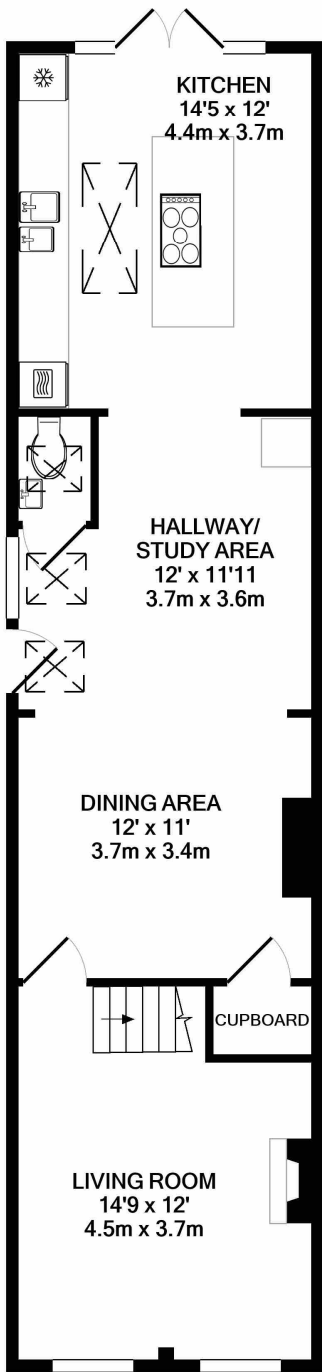 KITCHEN
14'5 x 12'
4.4m x 3.7m
HALLWAY/
STUDY AREA
12' x 11'11
3.7m x 3.6m
DINING AREA
12' x 11'
3.7m x 3.4m
CUPBOARD
LIVING ROOM
14'9 x 12'
4.5m x 3.7m